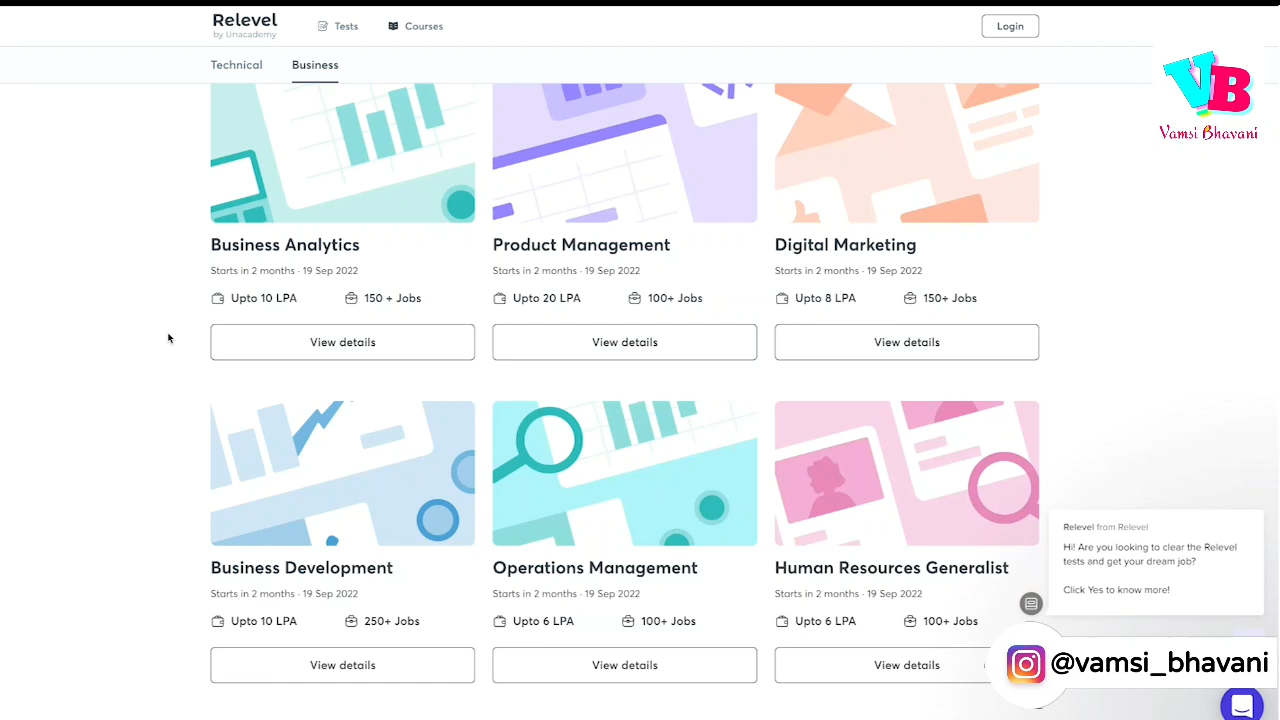 Relevel
by Unacademy
Tests
Courses
Login
Technical
Business
VB
Vamsi Bhavani
Business Analytics
Starts in 2 months · 19 Sep 2022
Upto 10 LPA
150 + Jobs
View details
Product Management
Starts in 2 months · 19 Sep 2022
Upto 20 LPA
100+ Jobs
View details
Digital Marketing
Starts in 2 months · 19 Sep 2022
Upto 8 LPA
150+ Jobs
View details
Business Development
Starts in 2 months · 19 Sep 2022
Upto 10 LPA
250+ Jobs
View details
Operations Management
Starts in 2 months · 19 Sep 2022
Upto 6 LPA
100+ Jobs
View details
Human Resources Generalist
Starts in 2 months · 19 Sep 2022
Upto 6 LPA
100+ Jobs
View details
Relevel from Relevel
Hi! Are you looking to clear the Relevel
tests and get your dream job?
Click Yes to know more!
@vamsi_bhavani